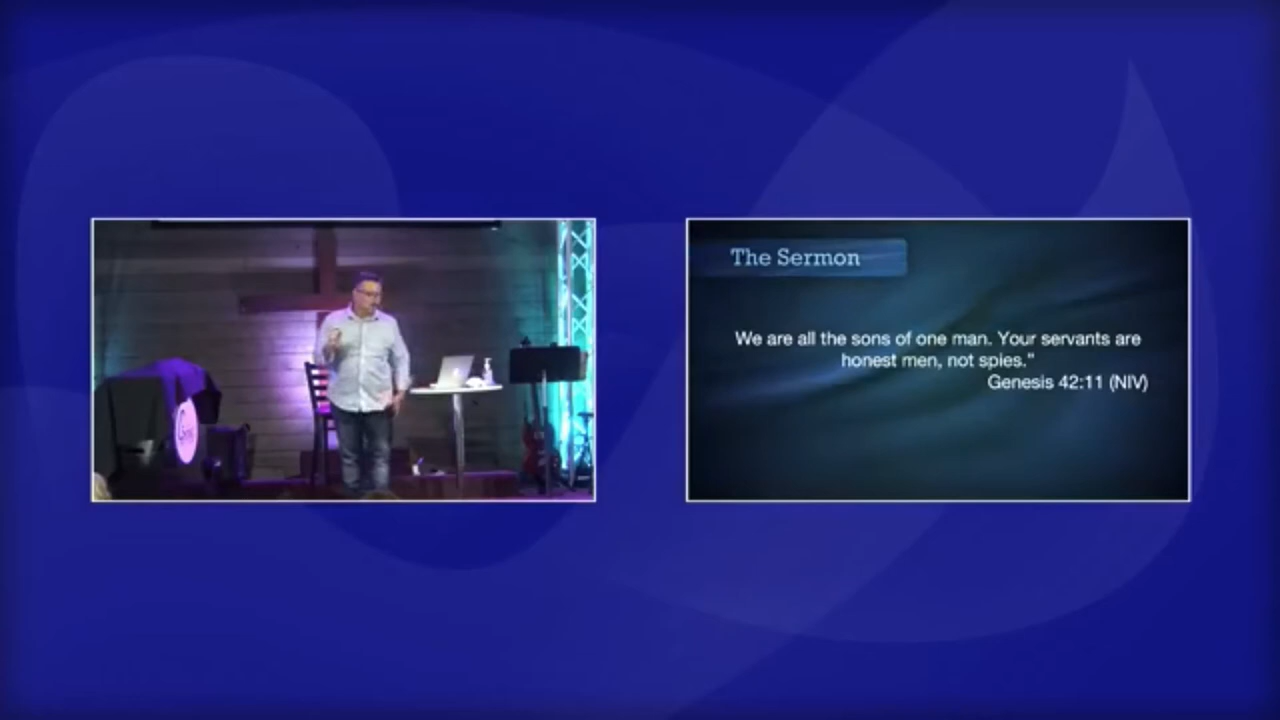 The Sermon
We are all the sons of one man. Your servants are
honest men, not spies."
Genesis 42:11 (NIV)